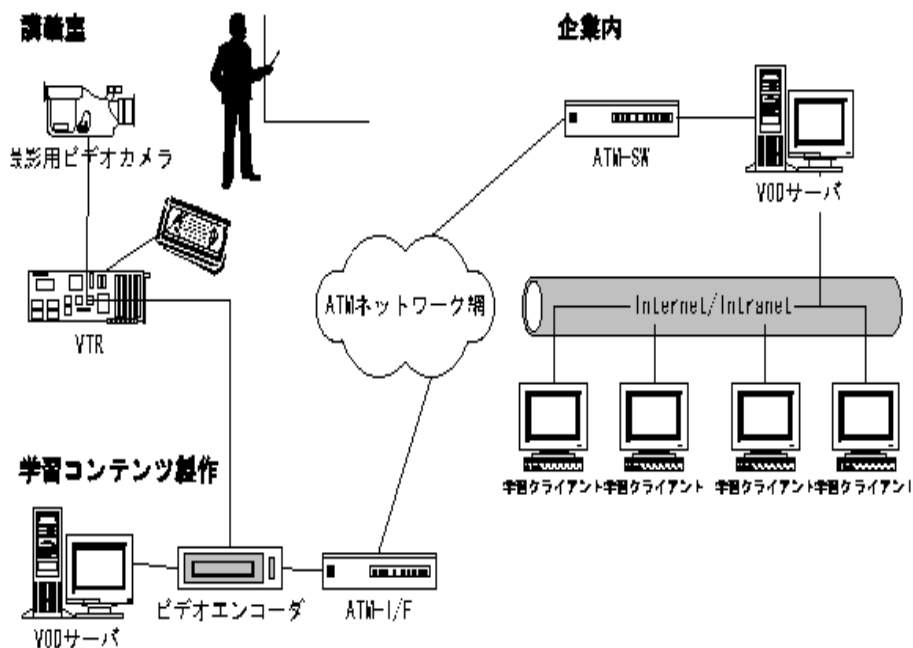 講義室
企業内
投影用ビデオカメラ
ATM-SW
VODサーバ
VTR
ATMネットワーク網
Internet/Intranet
学習クライアント
学習クライアント
学習クライアント
学習クライアント
学習コンテンツ製作
ビデオエンコーダ
ATM-I/F
VODサーバ